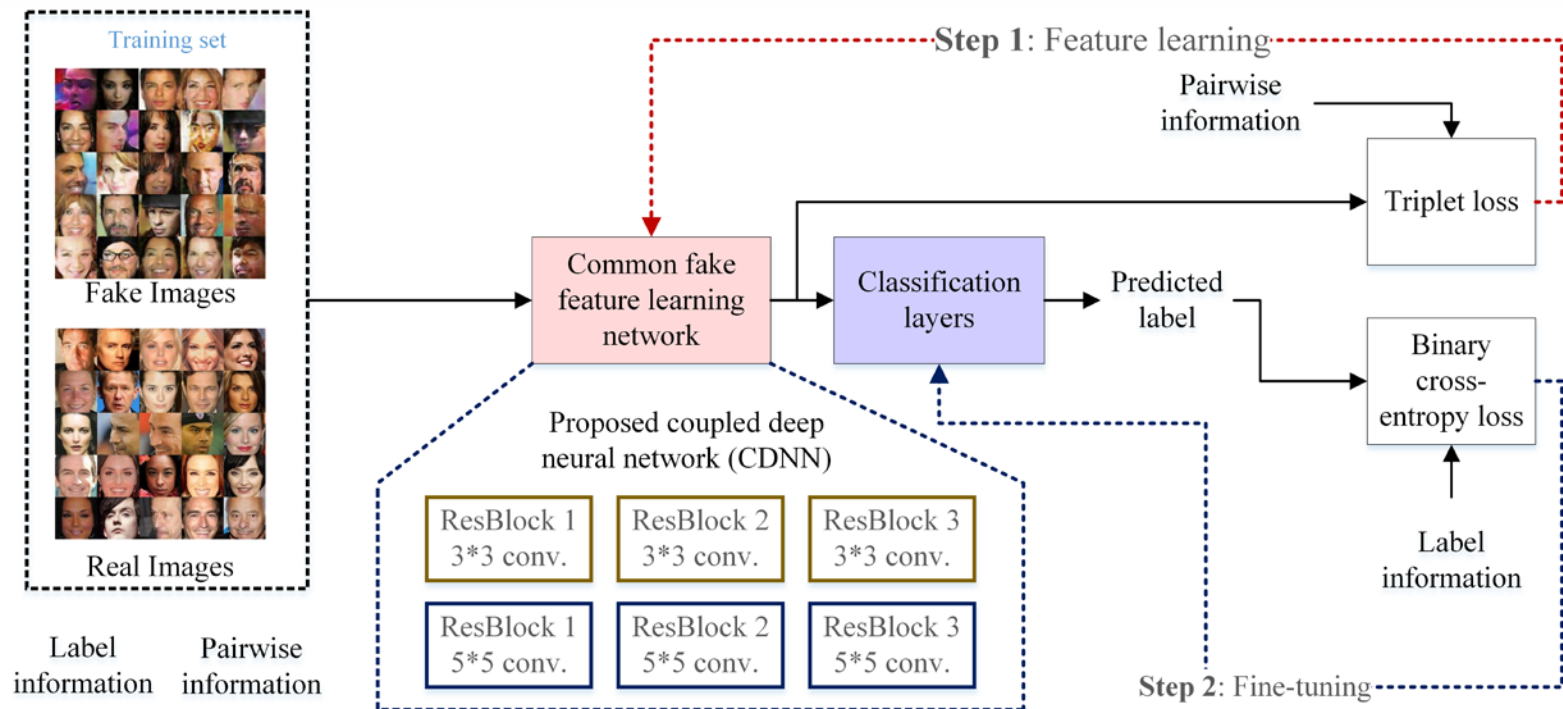 Training set
Fake Images
Real Images
Label
information
Pairwise
information
Step 1: Feature learning
Pairwise
information
Triplet loss
Common fake
feature learning
network
Classification
layers
Predicted
label
Binary
cross-
entropy loss
Label
information
Proposed coupled deep
neural network (CDNN)
ResBlock 1
3*3 conv.
ResBlock 2
3*3 conv.
ResBlock 3
3*3 conv.
ResBlock 1
5*5 conv.
ResBlock 2
5*5 conv.
ResBlock 3
5*5 conv.
Step 2: Fine-tuning